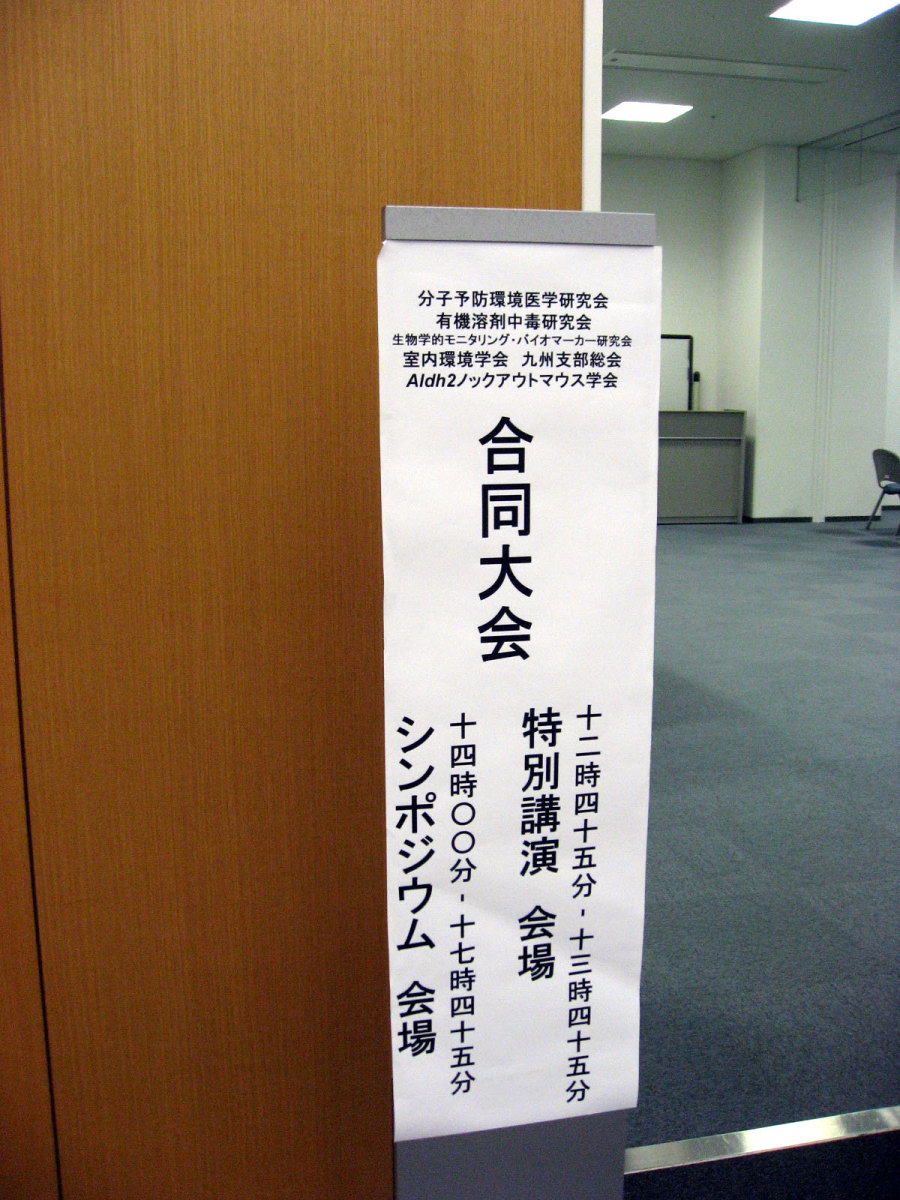 分子予防環境医学研究会
有機溶剤中毒研究会
生物学的モニタリング・バイオマーカー研究会
室内環境学会 九州支部総会
Aldh2ノックアウトマウス学会
合同大会
十二時四十五分-十三時四十五分
特別講演 会場
十四時〇〇分-十七時四十五分
シンポジウム 会場